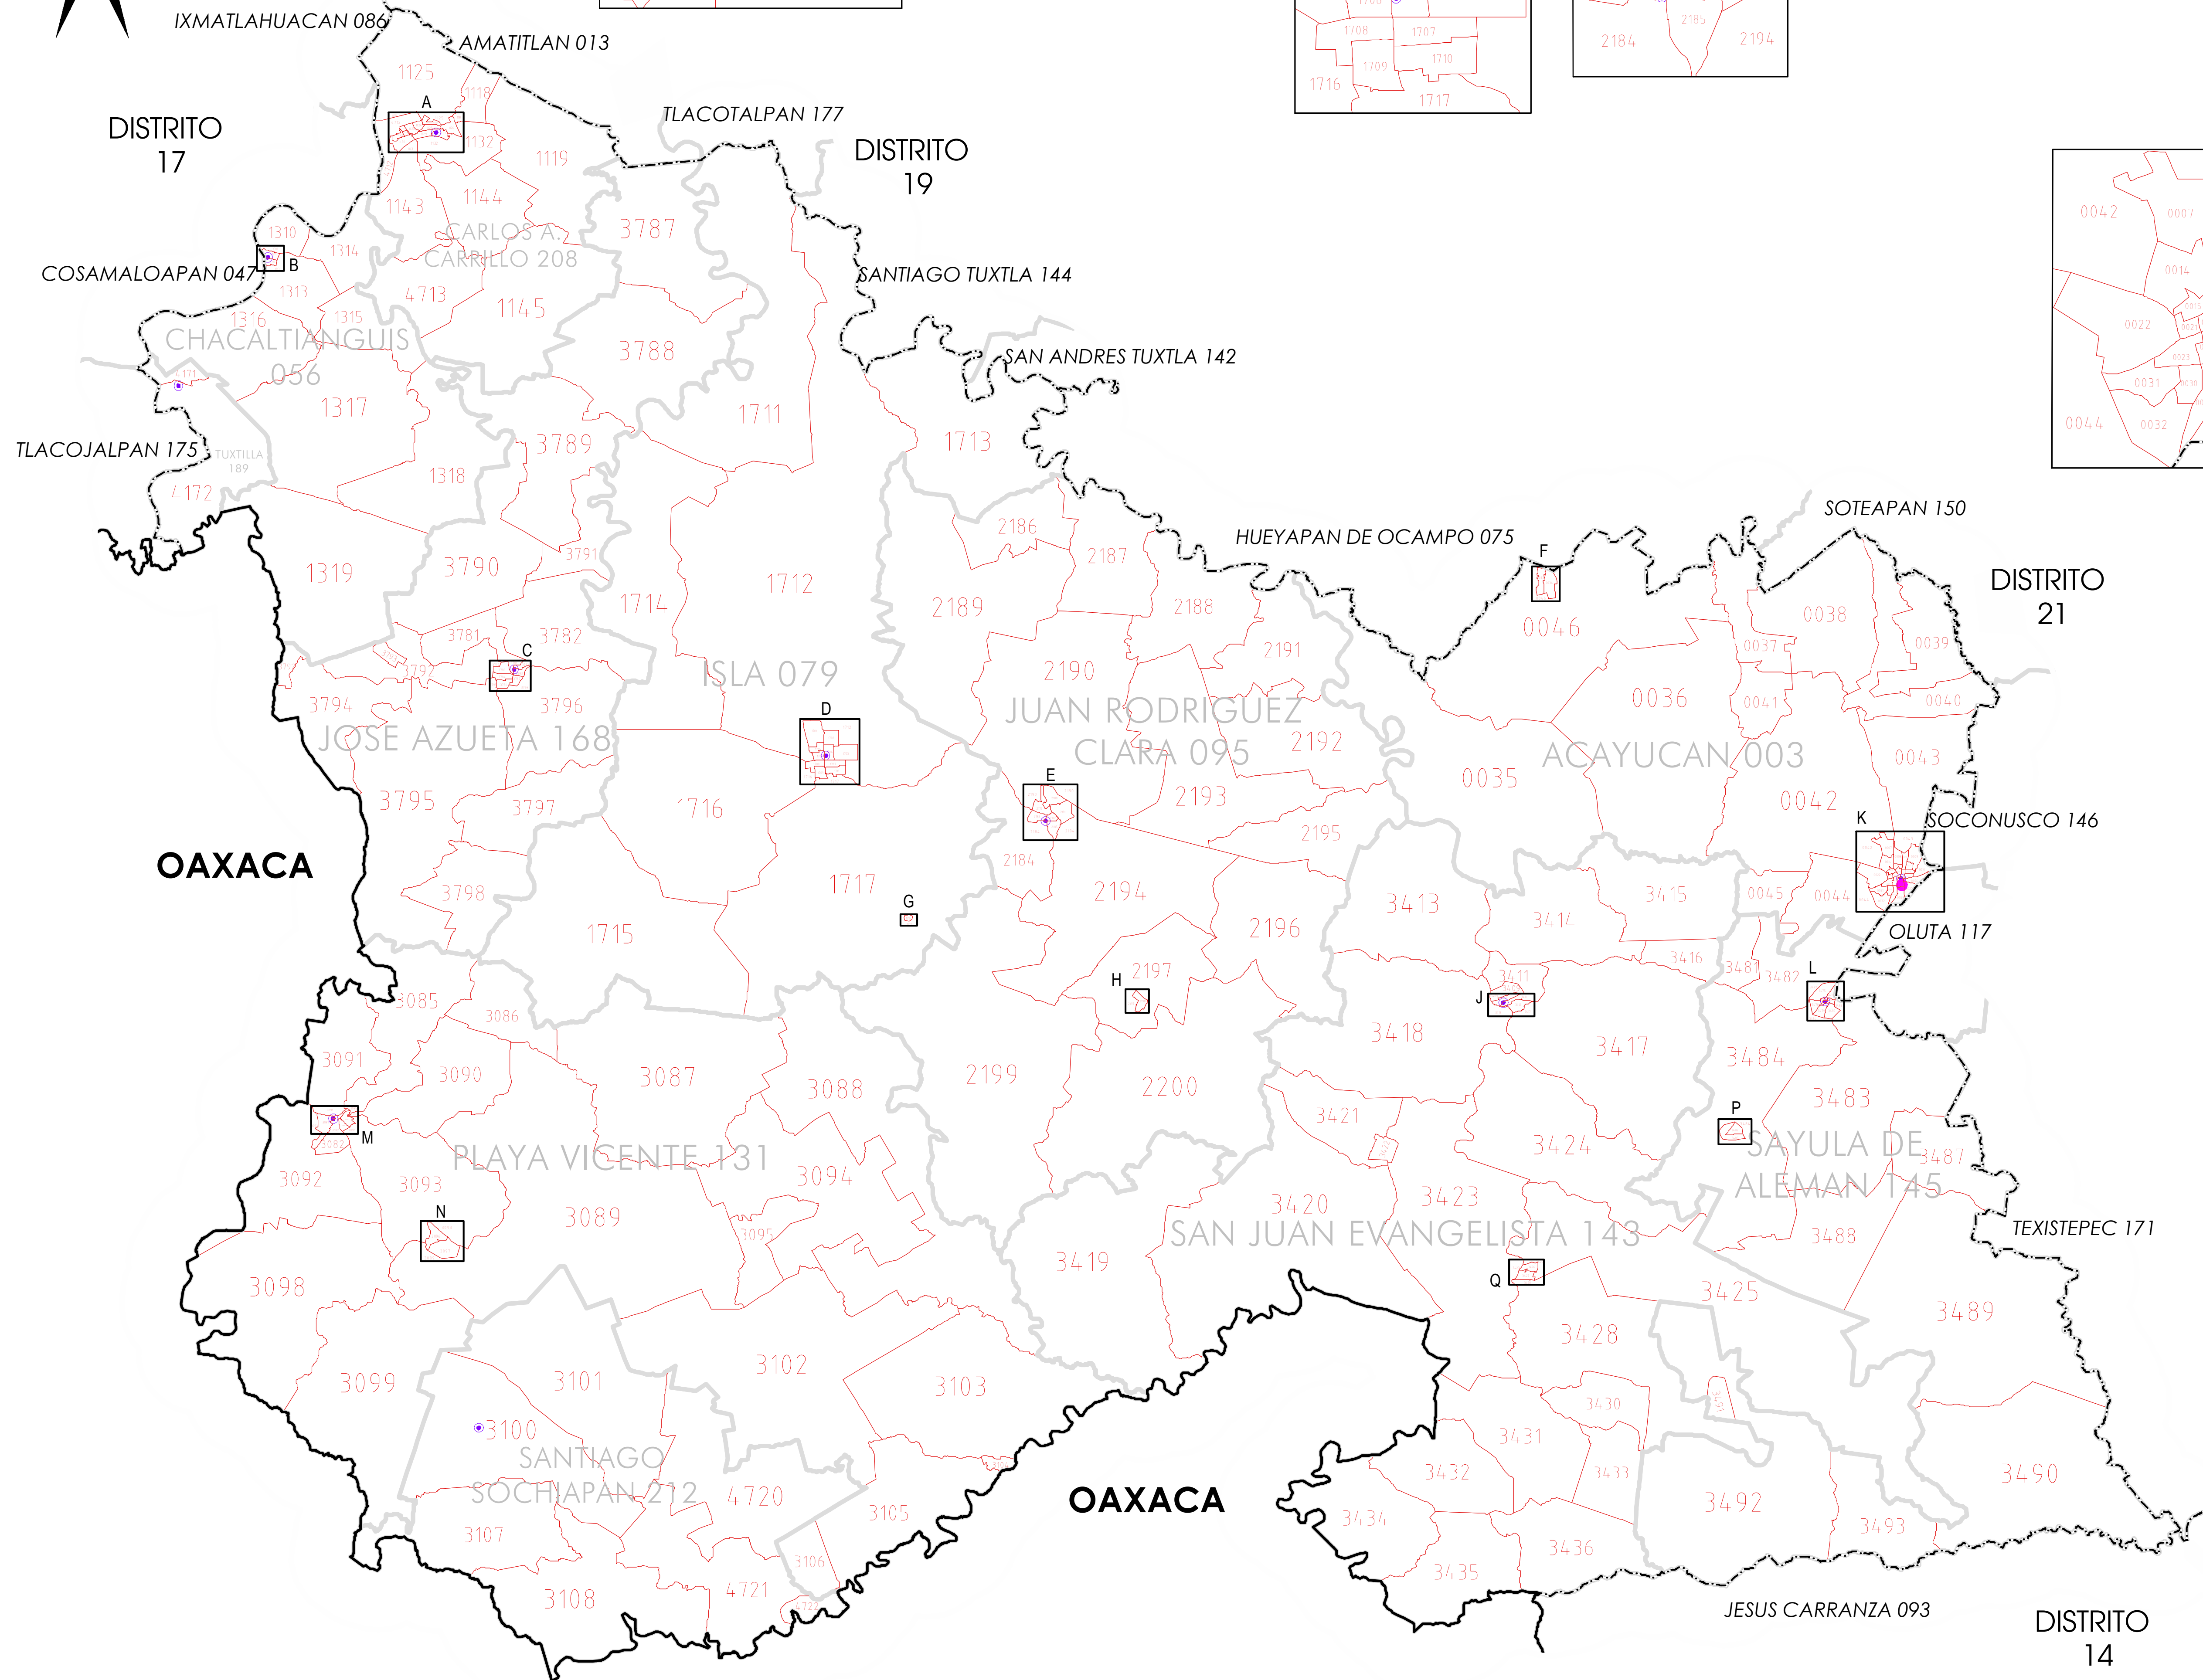 IXMATLAHUACAN 086
AMATITLAN 013
1708
1707
1709
1710
1716
1717
2185
2184
2194
1125
1118
A
TLACOTALPAN 177
DISTRITO
17
1132
1119
DISTRITO
19
1143
1144
CARLOS A.
CARRILLO 208
3787
0042
0007
1310
1314
B
COSAMALOAPAN 047
SANTIAGO TUXTLA 144
0014
1313
4713
1145
1316
1315
0022
CHACALTIANGUIS
056
3788
SAN ANDRES TUXTLA 142
0023
4171
0031
0030
1317
1711
0044
0032
3789
1713
TLACOJALPAN 175
TUXTILLA
189
1318
4172
SOTEAPAN 150
2186
HUEYAPAN DE OCAMPO 075
F
3791
2187
3790
1319
1712
DISTRITO
21
1714
2189
2188
0038
0046
3781
3782
0037
0039
C
2191
3792
2190
ISLA 079
3794
3796
0036
0041
0040
D
JUAN RODRIGUEZ
CLARA 095
JOSE AZUETA 168
2192
ACAYUCAN 003
0043
E
0035
3795
3797
1716
2193
0042
K
SOCONUSCO 146
2195
OAXACA
2184
3798
1717
2194
3413
3415
0045
0044
G
3414
1715
2196
OLUTA 117
3416
3481
3482
L
2197
H
3411
J
3085
3086
3418
3417
3091
3090
3087
3088
2199
2200
3484
3483
3421
P
M
3082
PLAYA VICENTE 131
3424
SAYULA DE
ALEMAN 145
3487
3092
3093
3094
3423
3420
N
3089
3095
SAN JUAN EVANGELISTA 143
3488
TEXISTEPEC 171
3419
Q
3098
3425
3489
3428
3102
3099
3101
3103
3430
3491
3100
3431
SANTIAGO
SOCHIAPAN 212
3432
3433
3490
4720
OAXACA
3492
3105
3434
3493
3107
3106
3436
3435
4721
3108
4722
JESUS CARRANZA 093
DISTRITO
14